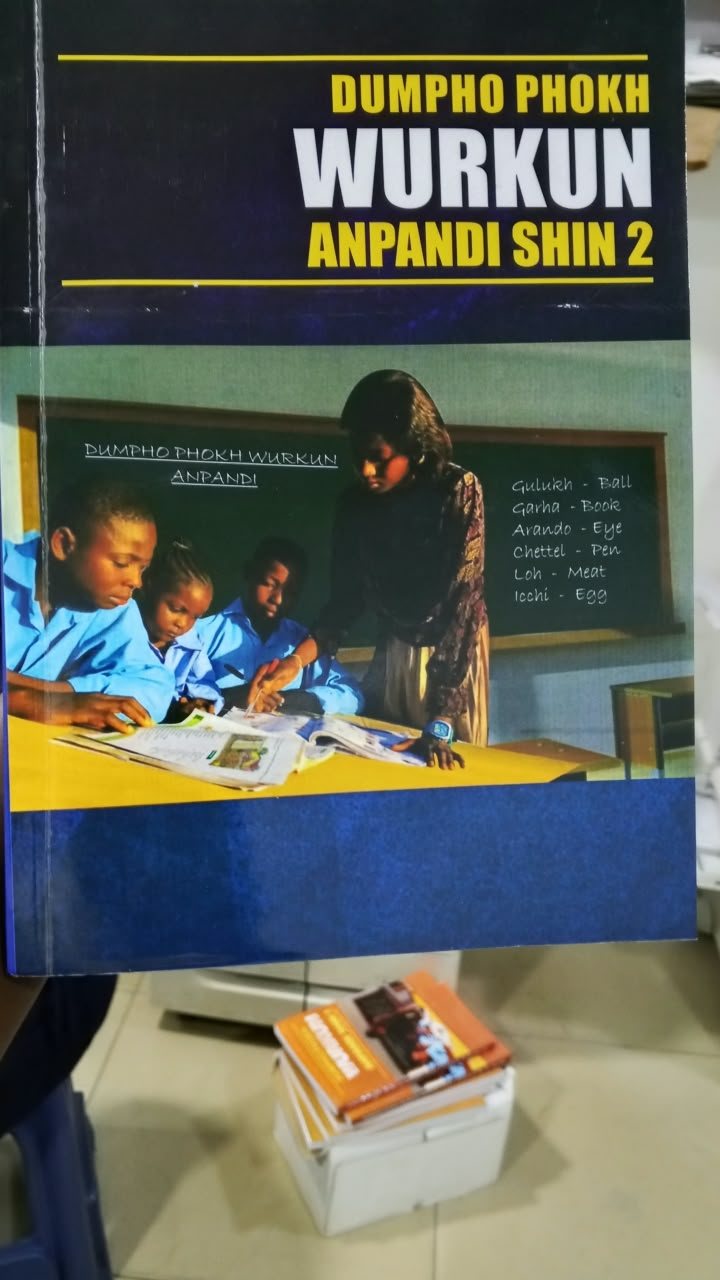 DUMPHO PHOKH
WURKUN
ANPANDI SHIN 2
DUMPHO PHOKH WURKUN
ANPANDI
Gulukh - Ball
Garha - Book
Arando - Eye
Chettel - Pen
Loh - Meat
Icchi - Egg
WURKUN